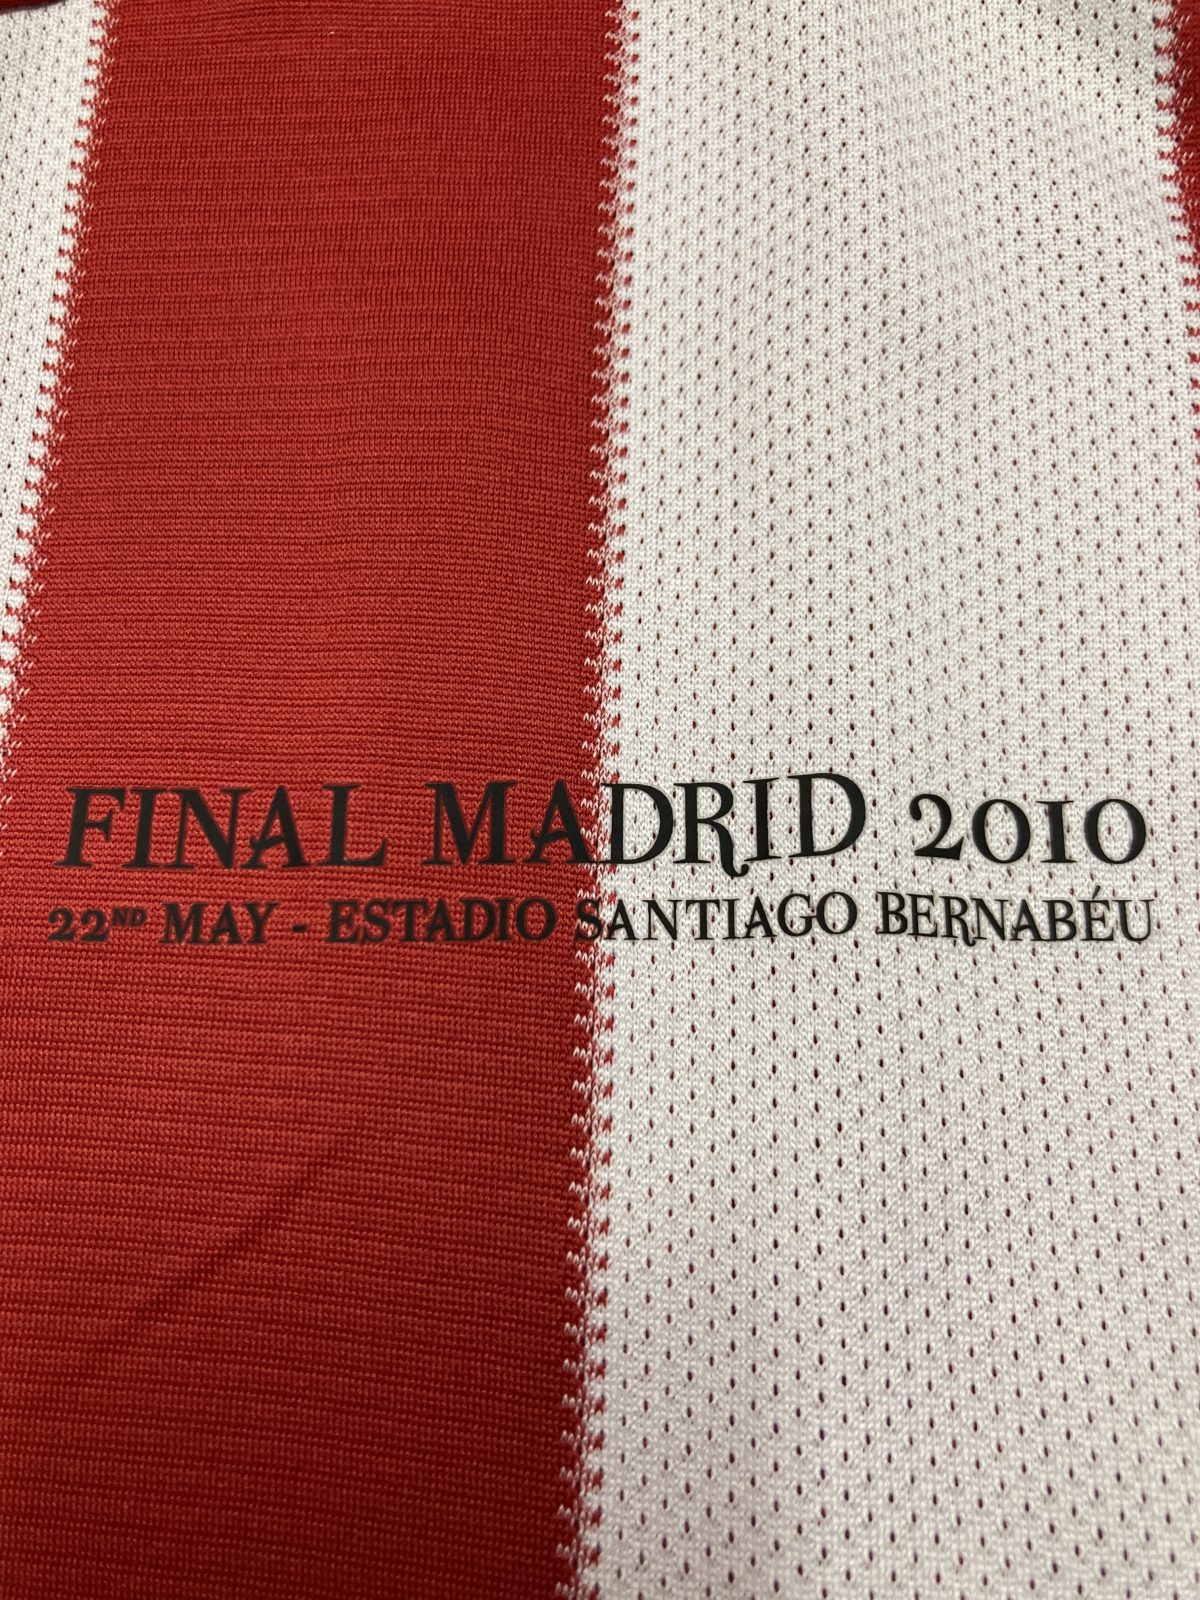 FINAL MADRID 2010
22ND MAY - ESTADIO SANTIAGO BERNABÉU